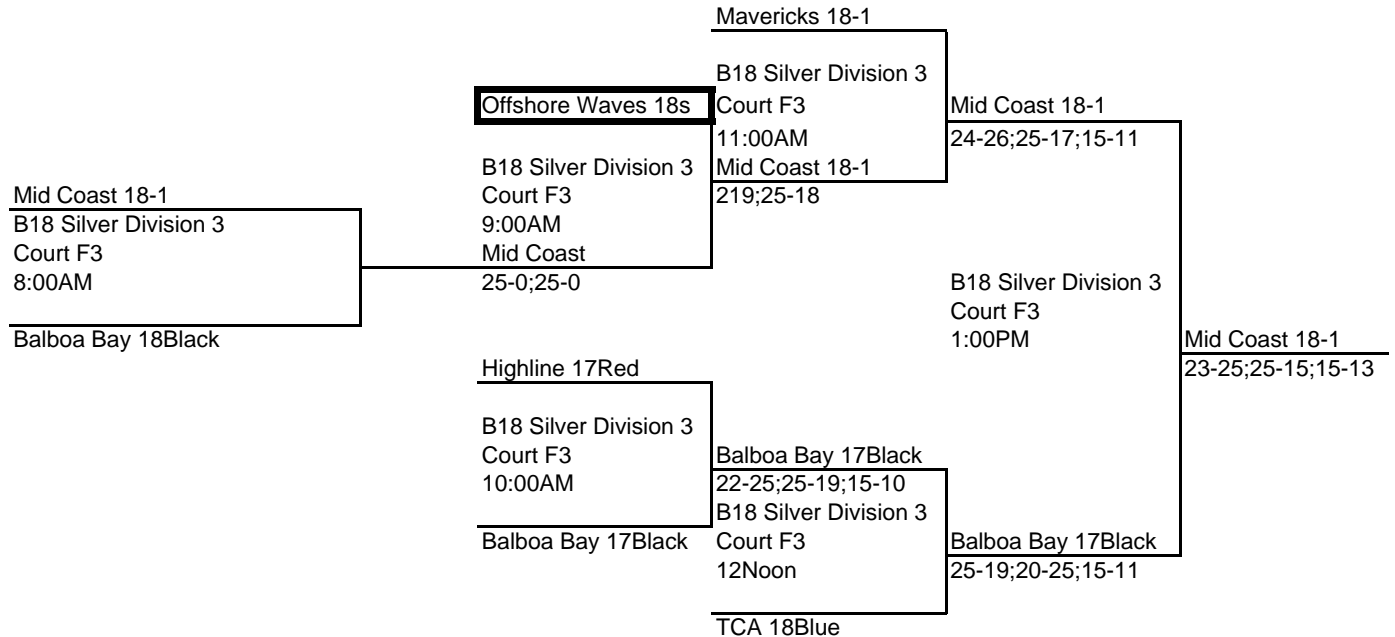 Mavericks 18-1
B18 Silver Division 3
Offshore Waves 18s
Court F3
Mid Coast 18-1
11:00AM
24-26;25-17;15-11
B18 Silver Division 3
Mid Coast 18-1
Mid Coast 18-1
Court F3
219;25-18
B18 Silver Division 3
9:00AM
Court F3
Mid Coast
8:00AM
25-0;25-0
B18 Silver Division 3
Court F3
Balboa Bay 18Black
1:00PM
Mid Coast 18-1
Highline 17Red
23-25;25-15;15-13
B18 Silver Division 3
Court F3
Balboa Bay 17Black
10:00AM
22-25;25-19;15-10
B18 Silver Division 3
Balboa Bay 17Black
Court F3
Balboa Bay 17Black
12Noon
25-19;20-25;15-11
TCA 18Blue